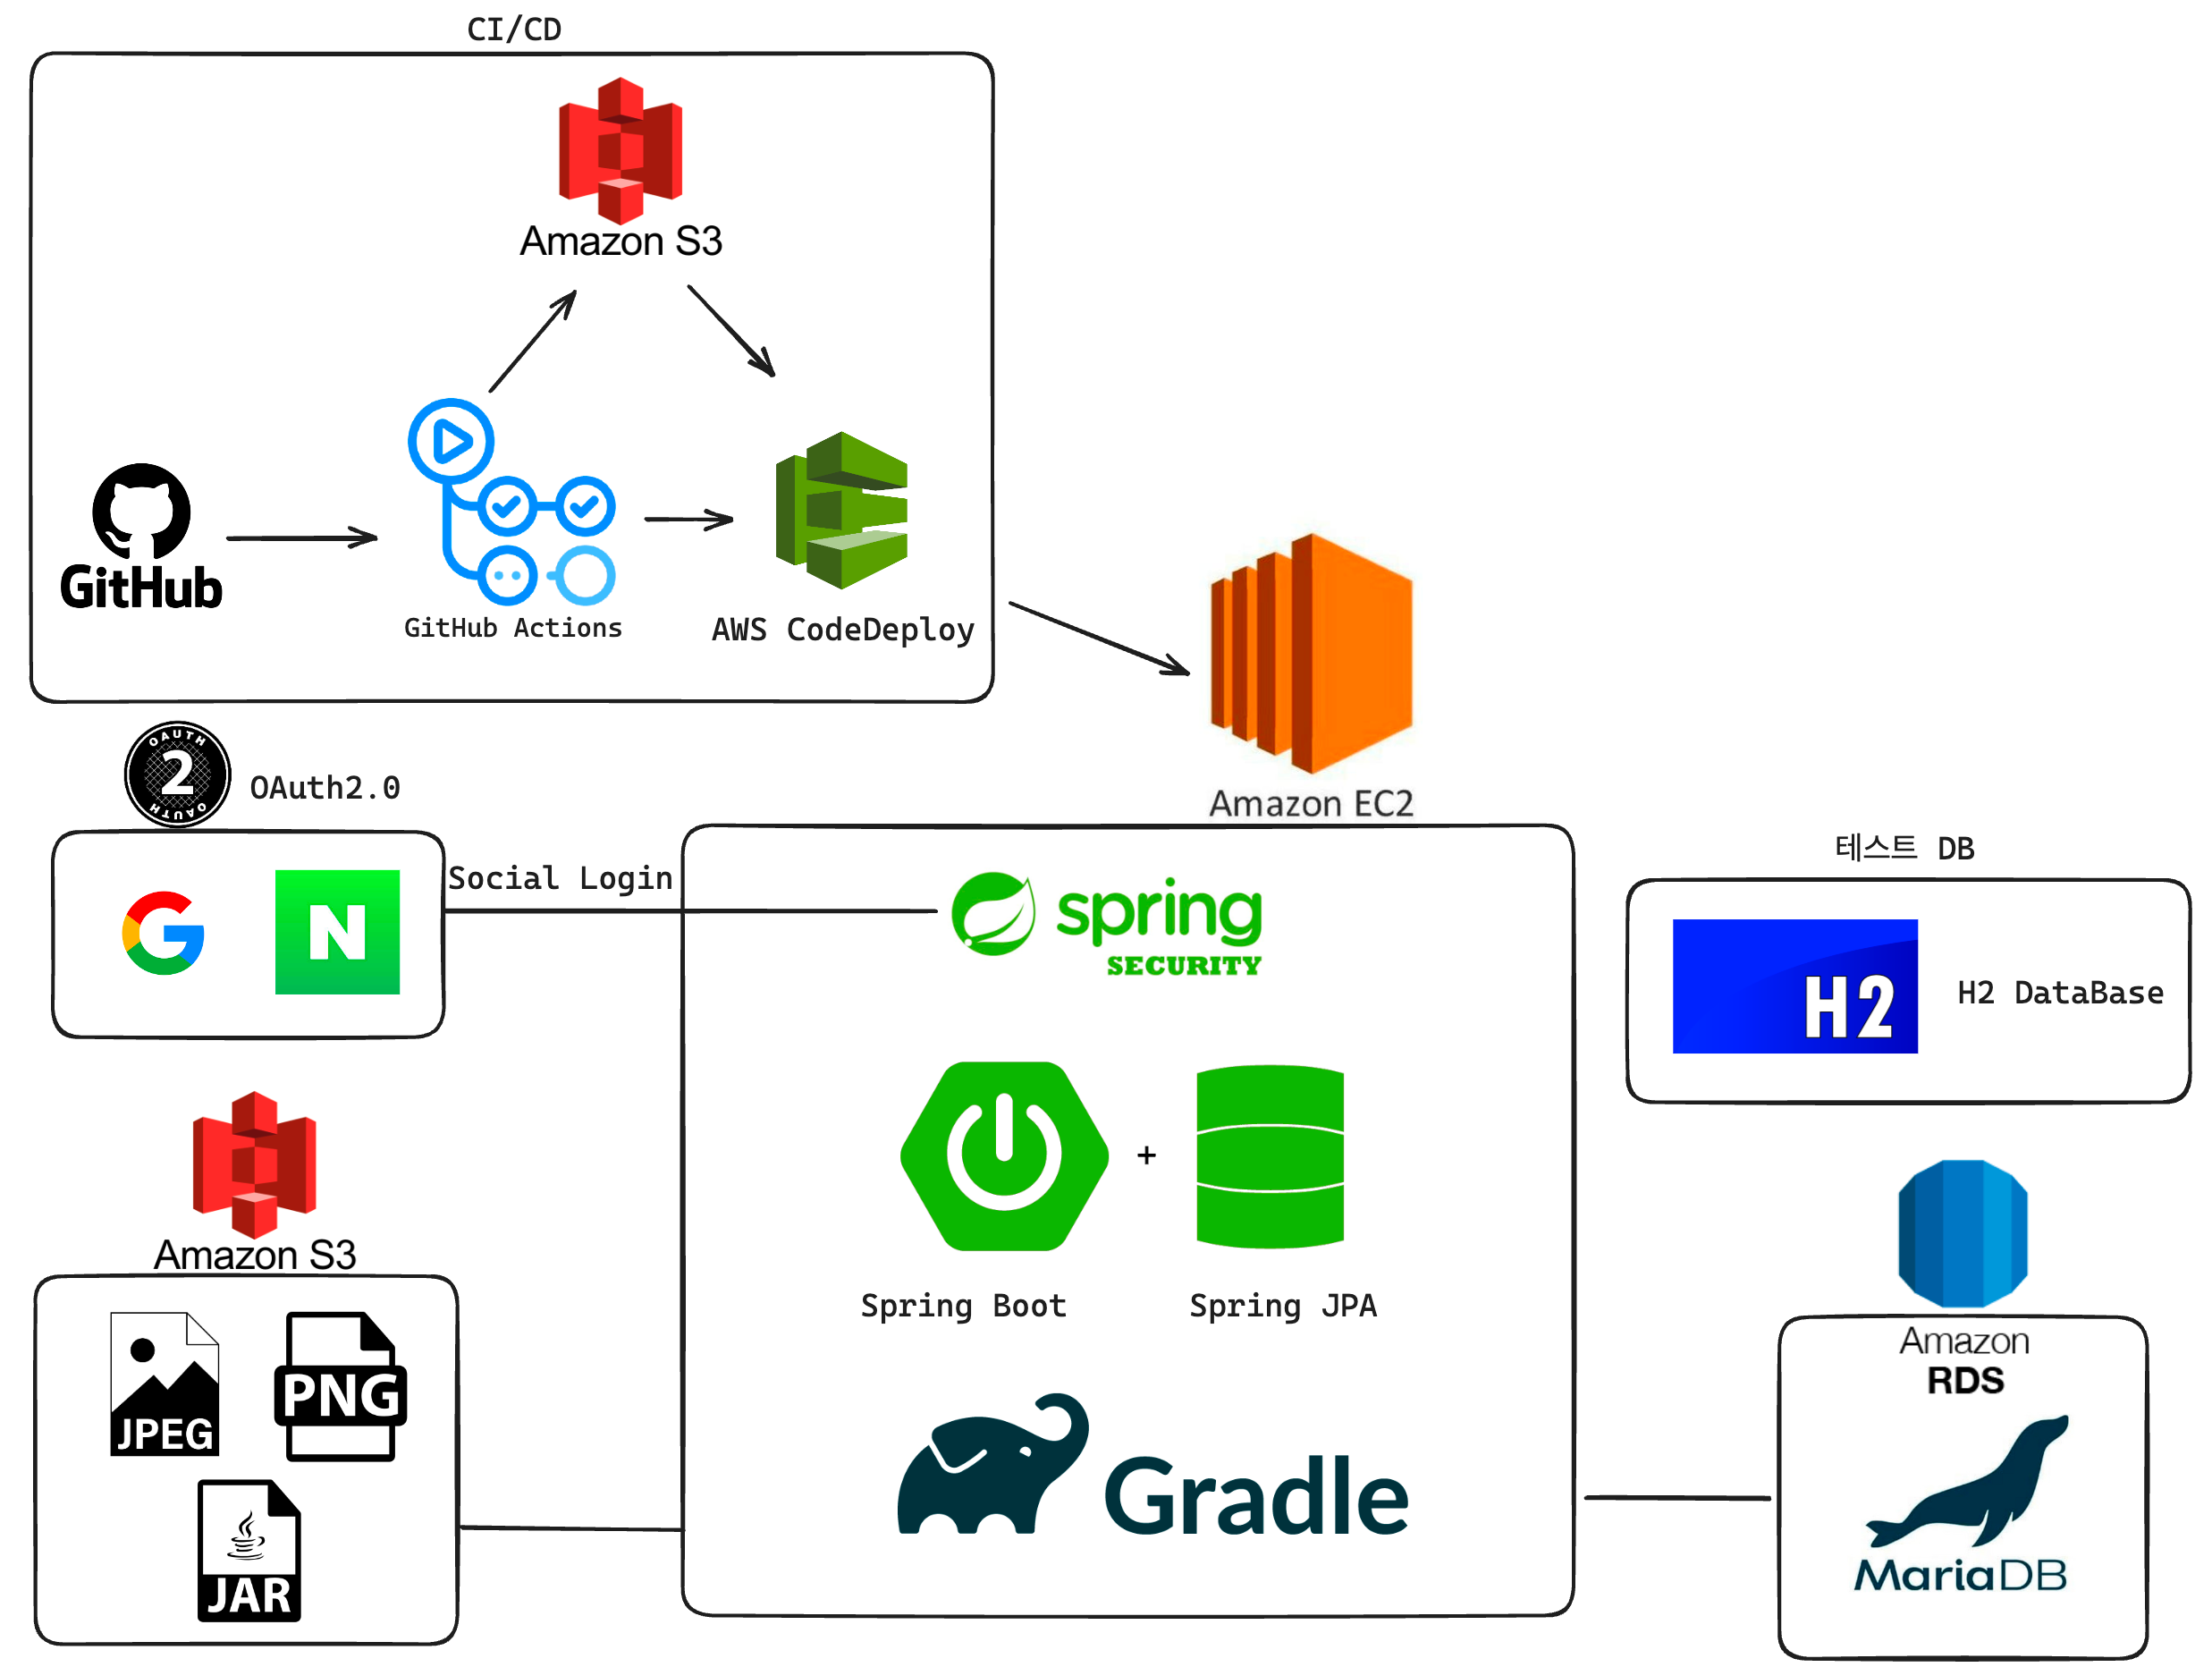 CI/CD
Amazon S3
GitHub
GitHub Actions
AWS CodeDeploy
Amazon EC2
OAUTH
2
OAUTH
OAuth2.0
Social Login
N
spring
SECURITY
테스트 DB
H2
H2 DataBase
Amazon S3
+
Spring Boot
Spring JPA
JPEG
PNG
JAR
Gradle
Amazon
RDS
MariaDB